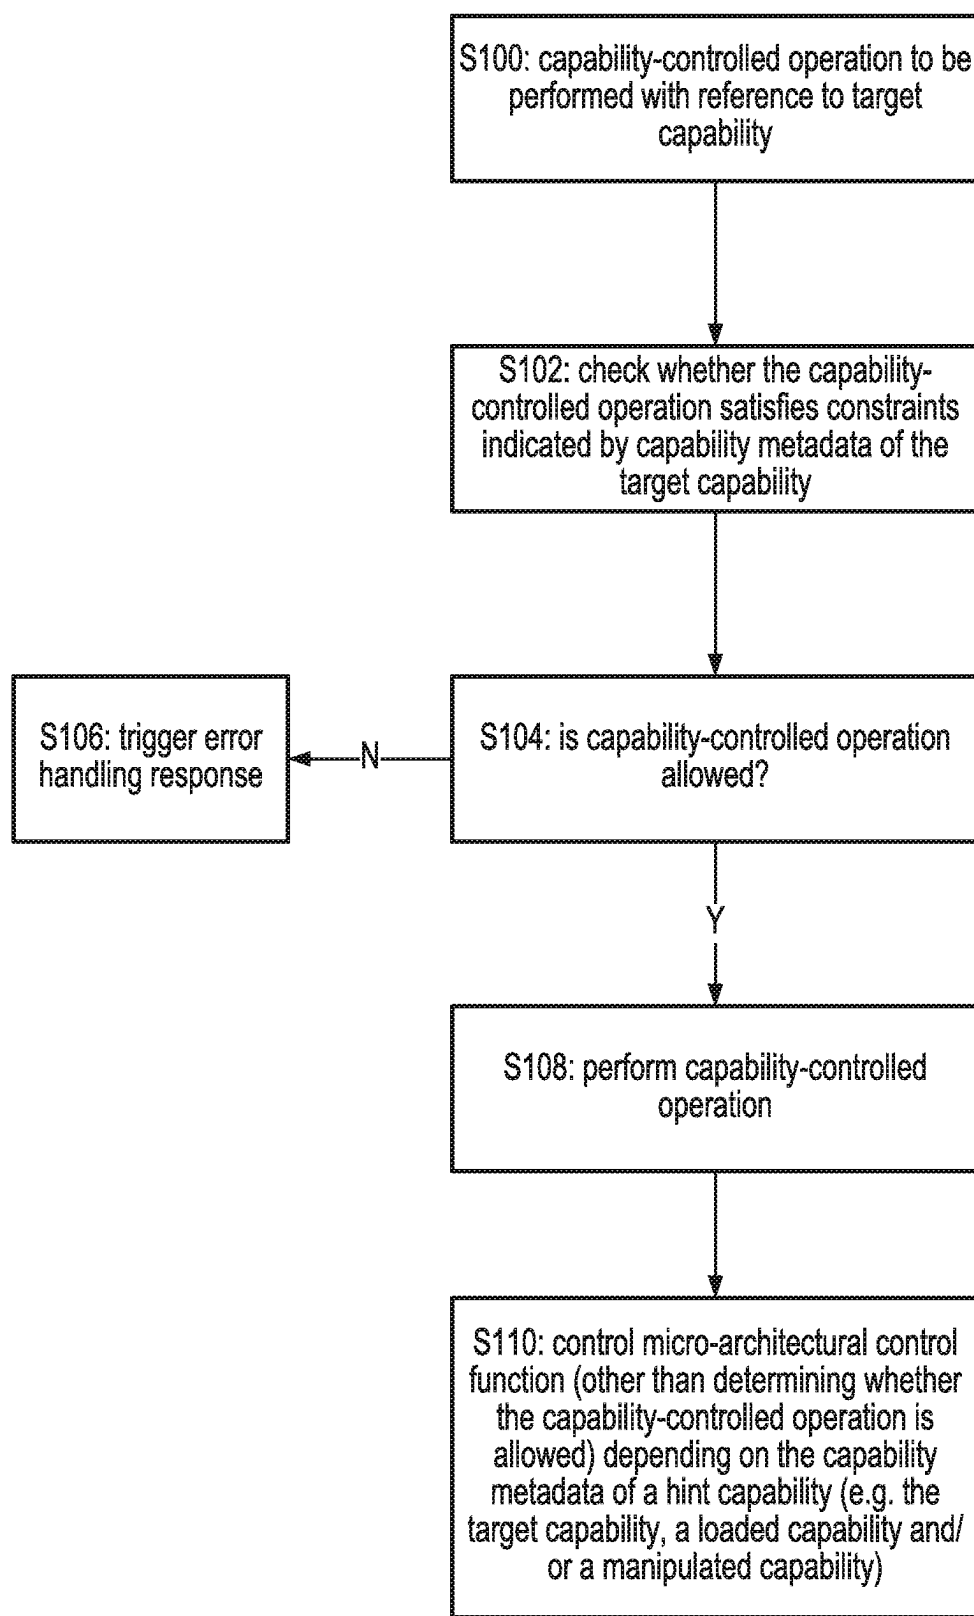 S100: capability-controlled operation to be
performed with reference to target
capability
S102: check whether the capability-
controlled operation satisfies constraints
indicated by capability metadata of the
target capability
S106: trigger error
handling response
N
S104: is capability-controlled operation
allowed?
Y
S108: perform capability-controlled
operation
S110: control micro-architectural control
function (other than determining whether
the capability-controlled operation is
allowed) depending on the capability
metadata of a hint capability (e.g. the
target capability, a loaded capability and/
or a manipulated capability)